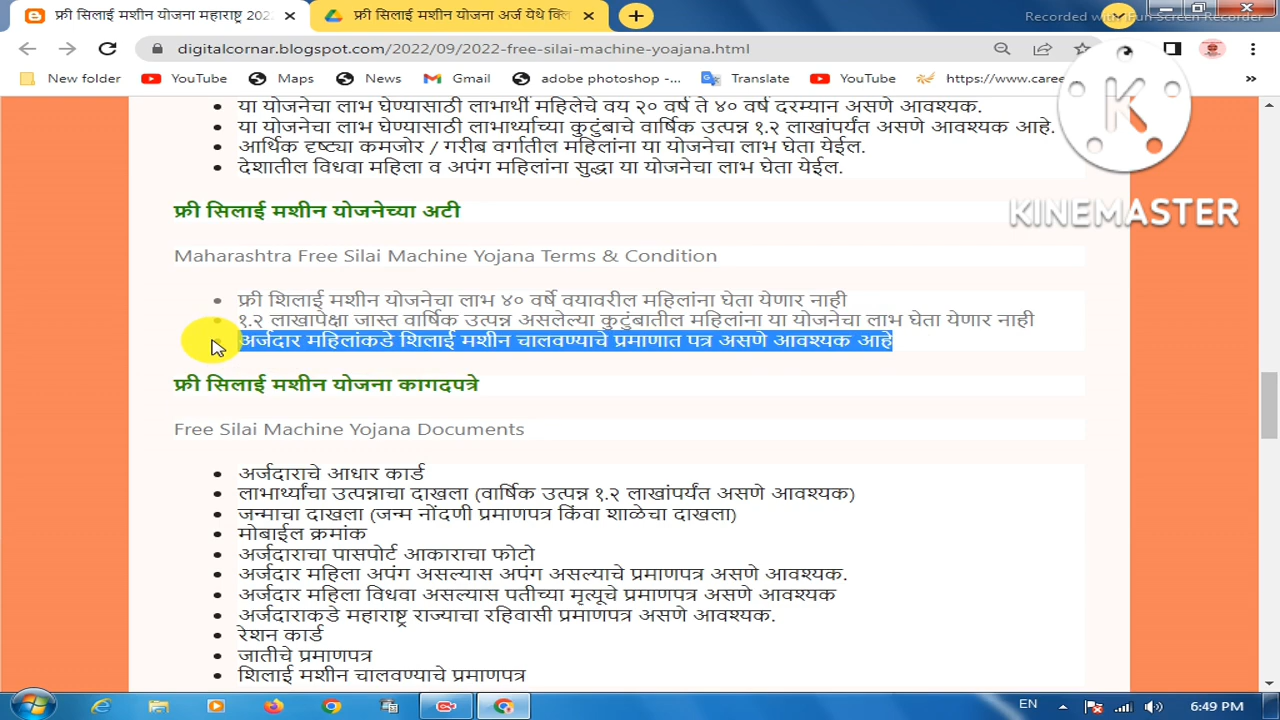 फ्री सिलाई मशीन योजना महाराष्ट्र 202
फ्री सिलाई मशीन योजना अर्ज येथे क्लि
Recorded with iFun Screen Recorder
digitalcornar.blogspot.com/2022/09/2022-free-silai-machine-yoajana.html
New folder YouTube Maps News Gmail adobe photoshop -... Translate YouTube https://www.caree
या योजनेचा लाभ घेण्यासाठी लाभार्थी महिलेचे वय २० वर्षे ते ४० वर्षे दरम्यान असणे आवश्यक.
या योजनेचा लाभ घेण्यासाठी लाभार्थ्याच्या कुटुंबाचे वार्षिक उत्पन्न १.२ लाखांपर्यंत असणे आवश्यक आहे.
आर्थिक दृष्ट्या कमजोर / गरीब वर्गातील महिलांना या योजनेचा लाभ घेता येईल.
देशातील विधवा महिला व अपंग महिलांना सुद्धा या योजनेचा लाभ घेता येईल.
KINEMASTER
फ्री सिलाई मशीन योजनेच्या अटी
Maharashtra Free Silai Machine Yojana Terms & Condition
फ्री शिलाई मशीन योजनेचा लाभ ४० वर्षे वयावरील महिलांना घेता येणार नाही
१.२ लाखापेक्षा जास्त वार्षिक उत्पन्न असलेल्या कुटुंबातील महिलांना या योजनेचा लाभ घेता येणार नाही
अर्जदार महिलांकडे शिलाई मशीन चालवण्याचे प्रमाणात पत्र असणे आवश्यक आहे
फ्री सिलाई मशीन योजना कागदपत्रे
Free Silai Machine Yojana Documents
अर्जदाराचे आधार कार्ड
लाभार्थ्यांचा उत्पन्नाचा दाखला (वार्षिक उत्पन्न १.२ लाखांपर्यंत असणे आवश्यक)
जन्माचा दाखला (जन्म नोंदणी प्रमाणपत्र किंवा शाळेचा दाखला)
मोबाईल क्रमांक
अर्जदाराचा पासपोर्ट आकाराचा फोटो
अर्जदार महिला अपंग असल्यास अपंग असल्याचे प्रमाणपत्र असणे आवश्यक.
अर्जदार महिला विधवा असल्यास पतीच्या मृत्यूचे प्रमाणपत्र असणे आवश्यक
अर्जदाराकडे महाराष्ट्र राज्याचा रहिवासी प्रमाणपत्र असणे आवश्यक.
रेशन कार्ड
जातीचे प्रमाणपत्र
शिलाई मशीन चालवण्याचे प्रमाणपत्र
EN 6:49 PM